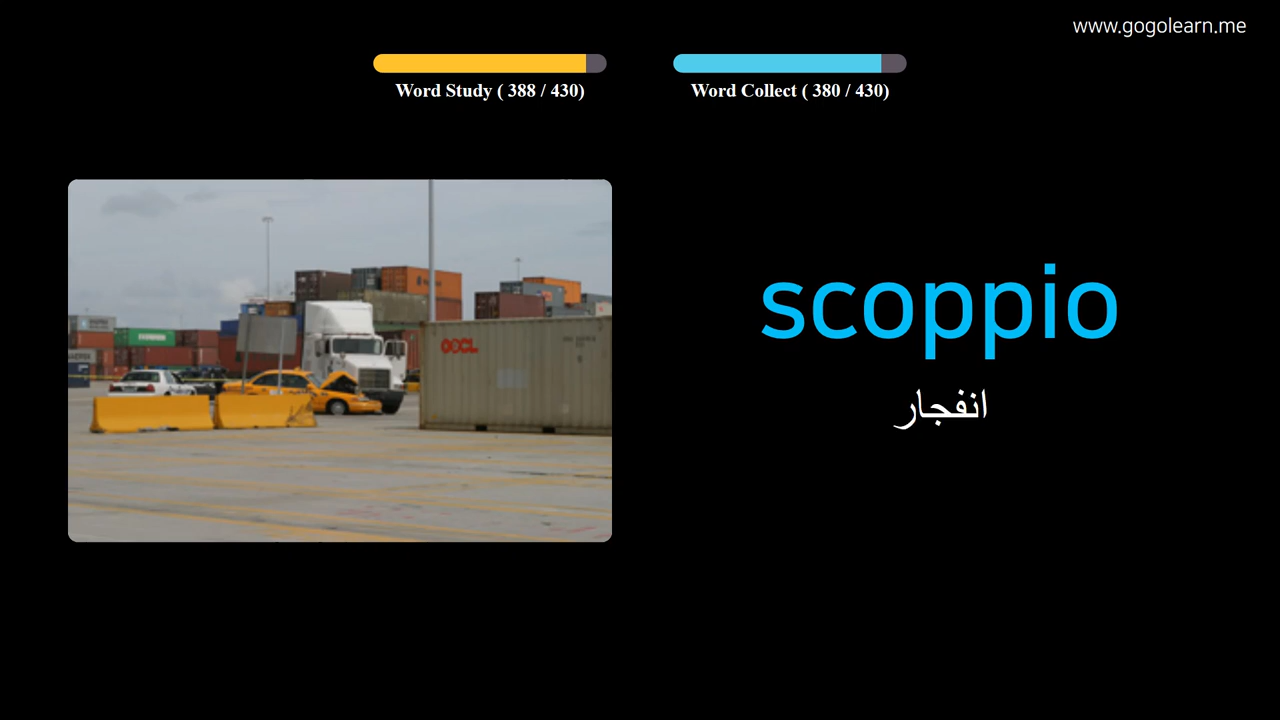 www.gogolearn.me
Word Study ( 388 / 430)
Word Collect ( 380 / 430)
OOCL
scoppio
انفجار